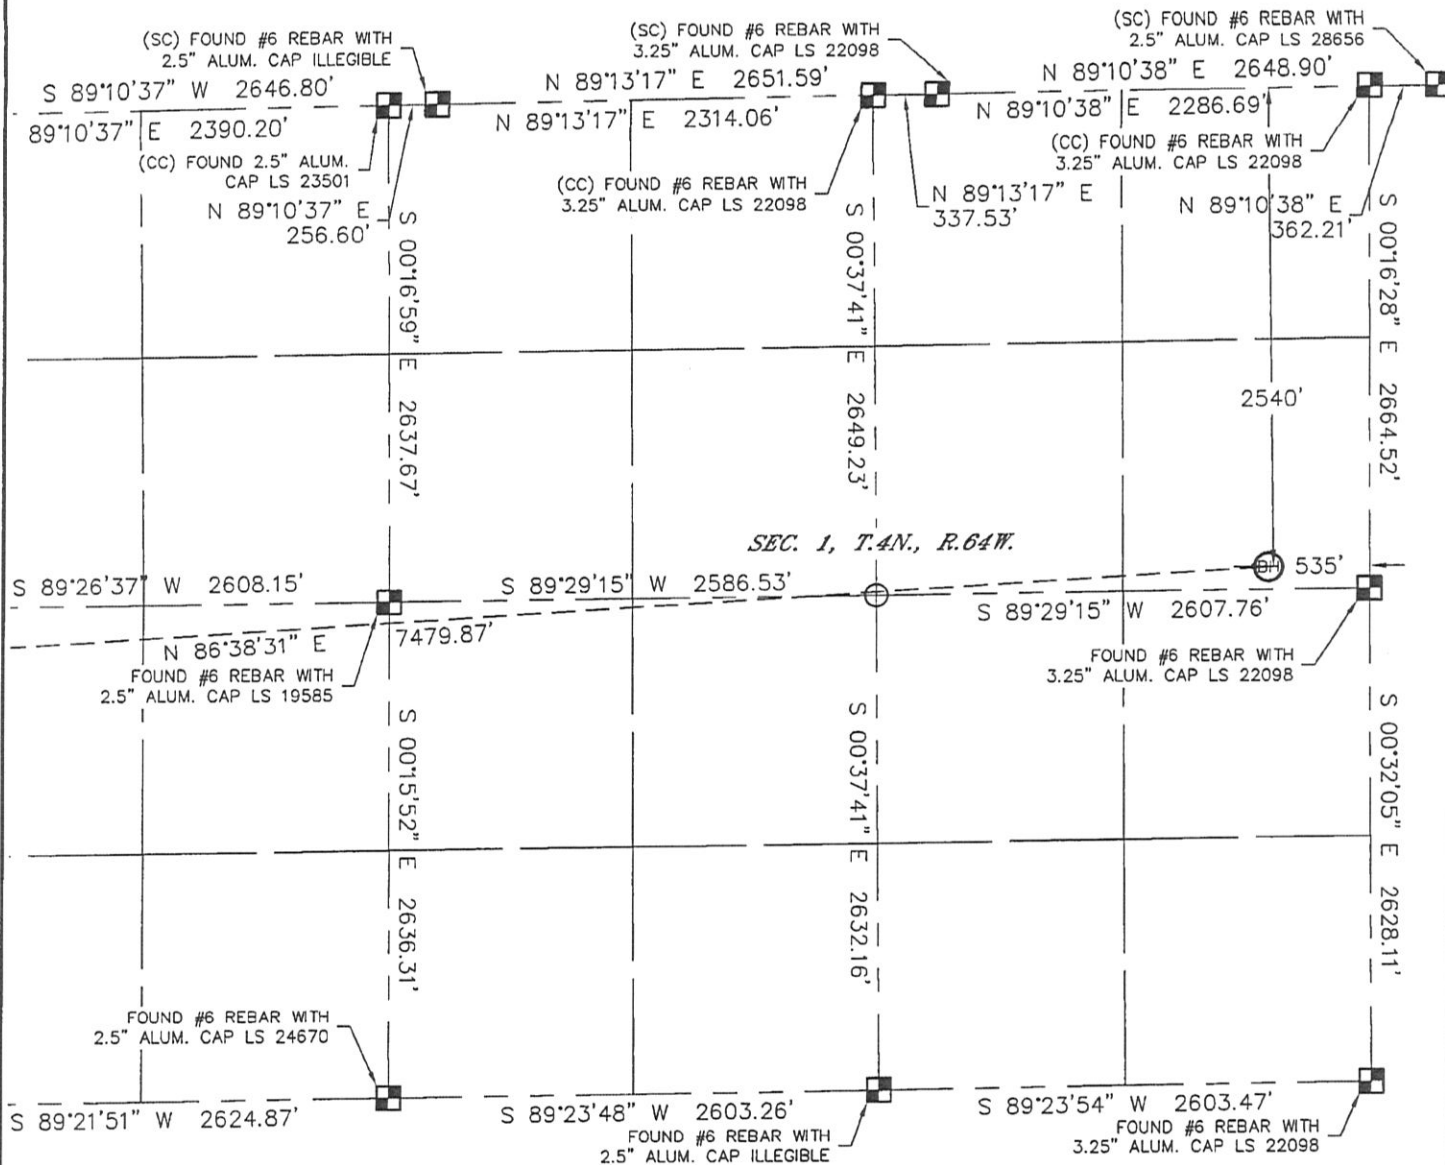 (SC) FOUND #6 REBAR WITH
2.5" ALUM. CAP ILLEGIBLE
(SC) FOUND #6 REBAR WITH
3.25" ALUM. CAP LS 22098
(SC) FOUND #6 REBAR WITH
2.5" ALUM. CAP LS 28656
S 89°10'37" W 2646.80'
N 89°13'17" E 2651.59'
N 89°10'38" E 2648.90'
89°10'37" E 2390.20'
N 89°13'17" E 2314.06'
N 89°10'38" E 2286.69'
(CC) FOUND 2.5" ALUM.
CAP LS 23501
(CC) FOUND #6 REBAR WITH
3.25" ALUM. CAP LS 22098
(CC) FOUND #6 REBAR WITH
3.25" ALUM. CAP LS 22098
N 89°10'37" E
256.60'
N 89°13'17" E
337.53'
N 89°10'38" E
362.21'
S 00°16'59" E 2637.67'
S 00°37'41" E 2649.23'
S 00°16'28" E 2664.52'
2540'
SEC. 1, T.4N., R.64W.
BH 535'
S 89°26'37" W 2608.15'
S 89°29'15" W 2586.53'
S 89°29'15" W 2607.76'
N 86°38'31" E 7479.87'
FOUND #6 REBAR WITH
2.5" ALUM. CAP LS 19585
FOUND #6 REBAR WITH
3.25" ALUM. CAP LS 22098
S 00°15'52" E 2636.31'
S 00°37'41" E 2632.16'
S 00°32'05" E 2628.11'
FOUND #6 REBAR WITH
2.5" ALUM. CAP LS 24670
S 89°21'51" W 2624.87'
S 89°23'48" W 2603.26'
S 89°23'54" W 2603.47'
FOUND #6 REBAR WITH
2.5" ALUM. CAP ILLEGIBLE
FOUND #6 REBAR WITH
3.25" ALUM. CAP LS 22098